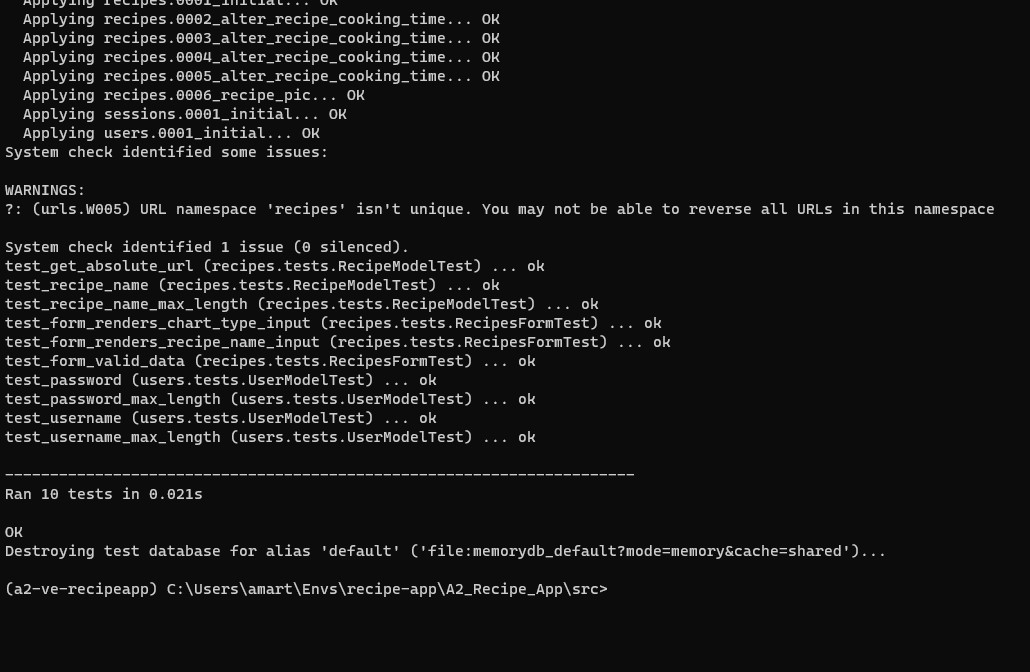 Applying recipes.0001_initial... OK
Applying recipes.0002_alter_recipe_cooking_time... OK
Applying recipes.0003_alter_recipe_cooking_time... OK
Applying recipes.0004_alter_recipe_cooking_time... OK
Applying recipes.0005_alter_recipe_cooking_time... OK
Applying recipes.0006_recipe_pic... OK
Applying sessions.0001_initial... OK
Applying users.0001_initial... OK
System check identified some issues:

WARNINGS:
?: (urls.W005) URL namespace 'recipes' isn't unique. You may not be able to reverse all URLs in this namespace

System check identified 1 issue (0 silenced).
test_get_absolute_url (recipes.tests.RecipeModelTest) ... ok
test_recipe_name (recipes.tests.RecipeModelTest) ... ok
test_recipe_name_max_length (recipes.tests.RecipeModelTest) ... ok
test_form_renders_chart_type_input (recipes.tests.RecipesFormTest) ... ok
test_form_renders_recipe_name_input (recipes.tests.RecipesFormTest) ... ok
test_form_valid_data (recipes.tests.RecipesFormTest) ... ok
test_password (users.tests.UserModelTest) ... ok
test_password_max_length (users.tests.UserModelTest) ... ok
test_username (users.tests.UserModelTest) ... ok
test_username_max_length (users.tests.UserModelTest) ... ok

----------------------------------------------------------------------
Ran 10 tests in 0.021s

OK
Destroying test database for alias 'default' ('file:memorydb_default?mode=memory&cache=shared')...

(a2-ve-recipeapp) C:\Users\amart\Envs\recipe-app\A2_Recipe_App\src>